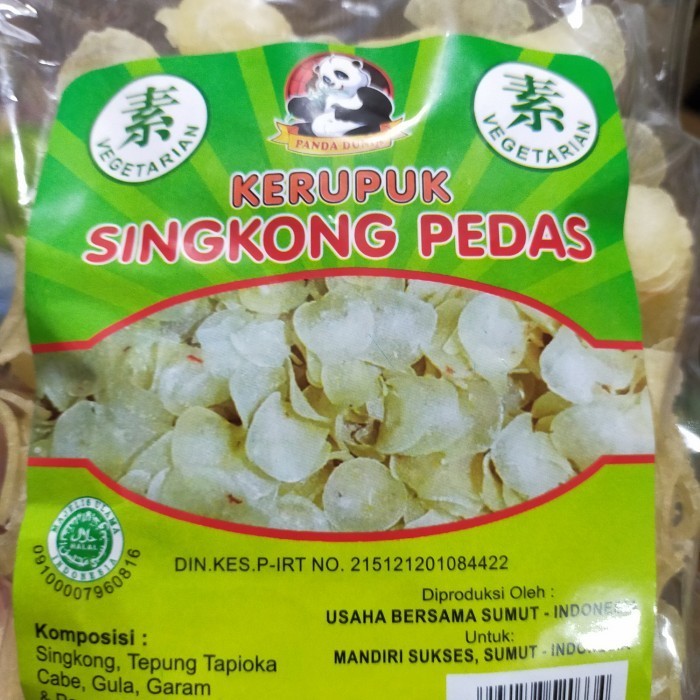 素
VEGETARIAN
PANDA
素
VEGETARIAN
KERUPUK
SINGKONG PEDAS
MAJELIS ULAMA
HALAL
INDONESIA
09100007960816
DIN.KES.P-IRT NO. 215121201084422
Diproduksi Oleh :
USAHA BERSAMA SUMUT - INDONESIA
Untuk:
MANDIRI SUKSES, SUMUT - INDONESIA
Komposisi :
Singkong, Tepung Tapioka
Cabe, Gula, Garam